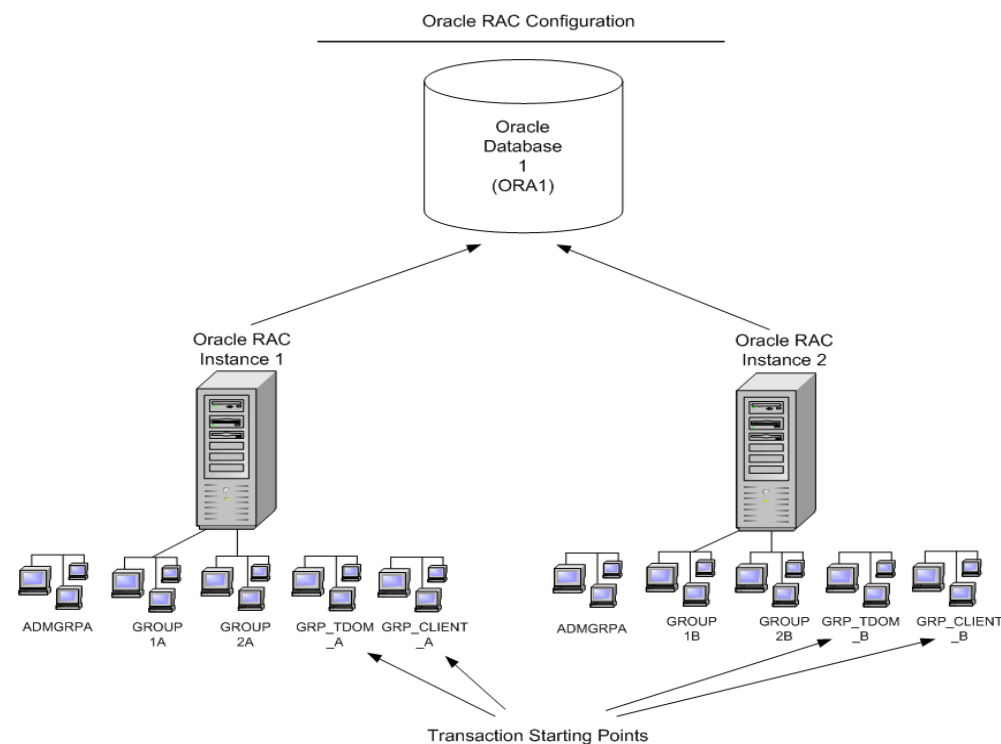 Oracle RAC Configuration
Oracle
Database
1
(ORA1)
Oracle RAC
Instance 1
Oracle RAC
Instance 2
ADMGRPA
GROUP
1A
GROUP
2A
GRP_TDOM
_A
GRP_CLIENT
_A
ADMGRPA
GROUP
1B
GROUP
2B
GRP_TDOM
_B
GRP_CLIENT
_B
Transaction Starting Points